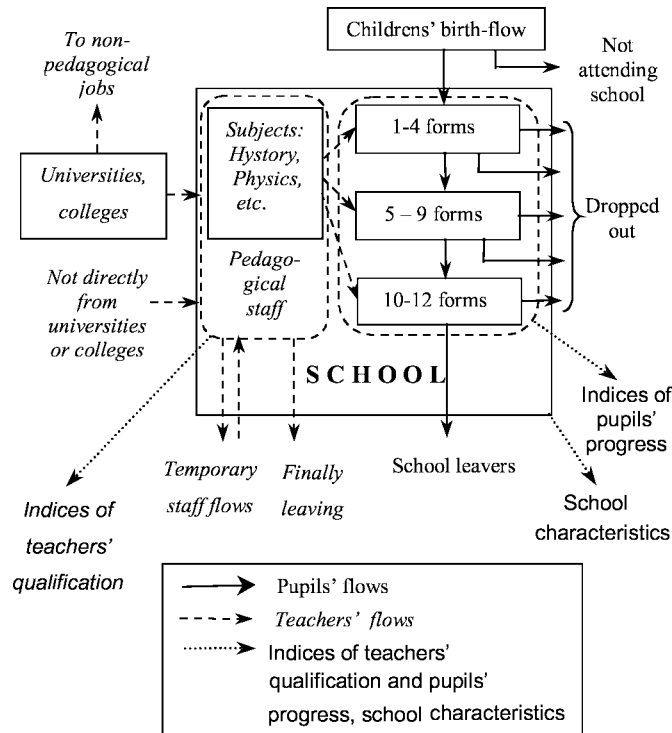 Childrens' birth-flow
To non-
pedagogical
jobs
Not
attending
school
Subjects:
Hystory,
Physics,
etc.
1-4 forms
Universities,
colleges
5 – 9 forms
Dropped
out
Pedago-
gical
staff
Not directly
from
universities
or colleges
10-12 forms
SCHOOL
Indices of
pupils'
progress
Temporary
staff flows
Finally
leaving
School leavers
School
characteristics
Indices of
teachers'
qualification
Pupils' flows
Teachers' flows
Indices of teachers'
qualification and pupils'
progress, school characteristics